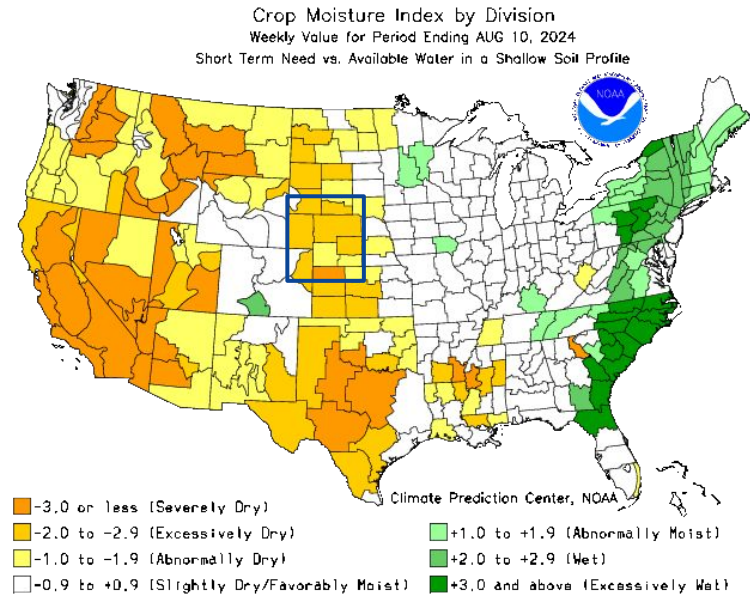 Crop Moisture Index by Division
Weekly Value for Period Ending AUG 10, 2024
Short Term Need vs. Available Water in a Shallow Soil Profile
NOAA
Climate Prediction Center, NOAA
-3.0 or less (Severely Dry)
-2.0 to -2.9 (Excessively Dry)
-1.0 to -1.9 (Abnormally Dry)
-0.9 to +0.9 (Slightly Dry/Favorably Moist)
+1.0 to +1.9 (Abnormally Moist)
+2.0 to +2.9 (Wet)
+3.0 and above (Excessively Wet)